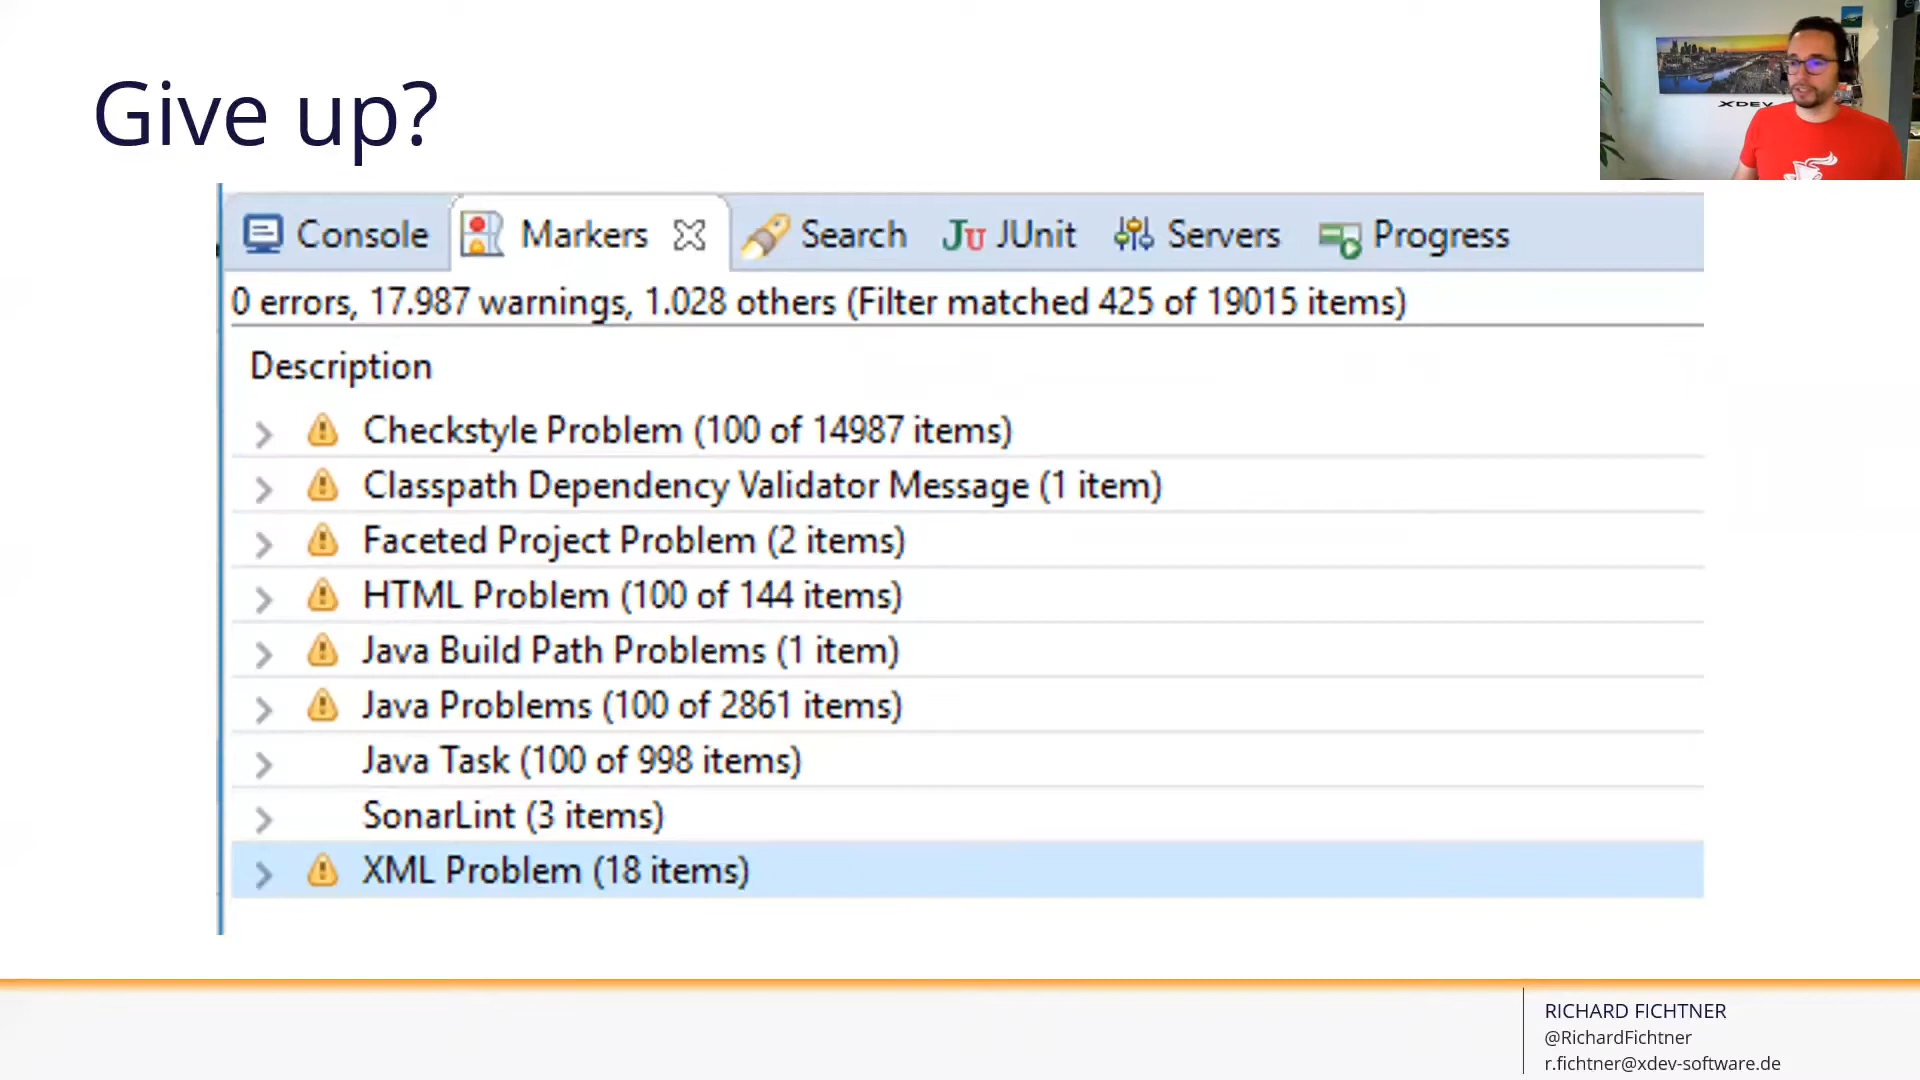 Give up?
XDEV
Console Markers Search JUnit Servers Progress
0 errors, 17.987 warnings, 1.028 others (Filter matched 425 of 19015 items)
Description
Checkstyle Problem (100 of 14987 items)
Classpath Dependency Validator Message (1 item)
Faceted Project Problem (2 items)
HTML Problem (100 of 144 items)
Java Build Path Problems (1 item)
Java Problems (100 of 2861 items)
Java Task (100 of 998 items)
SonarLint (3 items)
XML Problem (18 items)
RICHARD FICHTNER
@RichardFichtner
r.fichtner@xdev-software.de